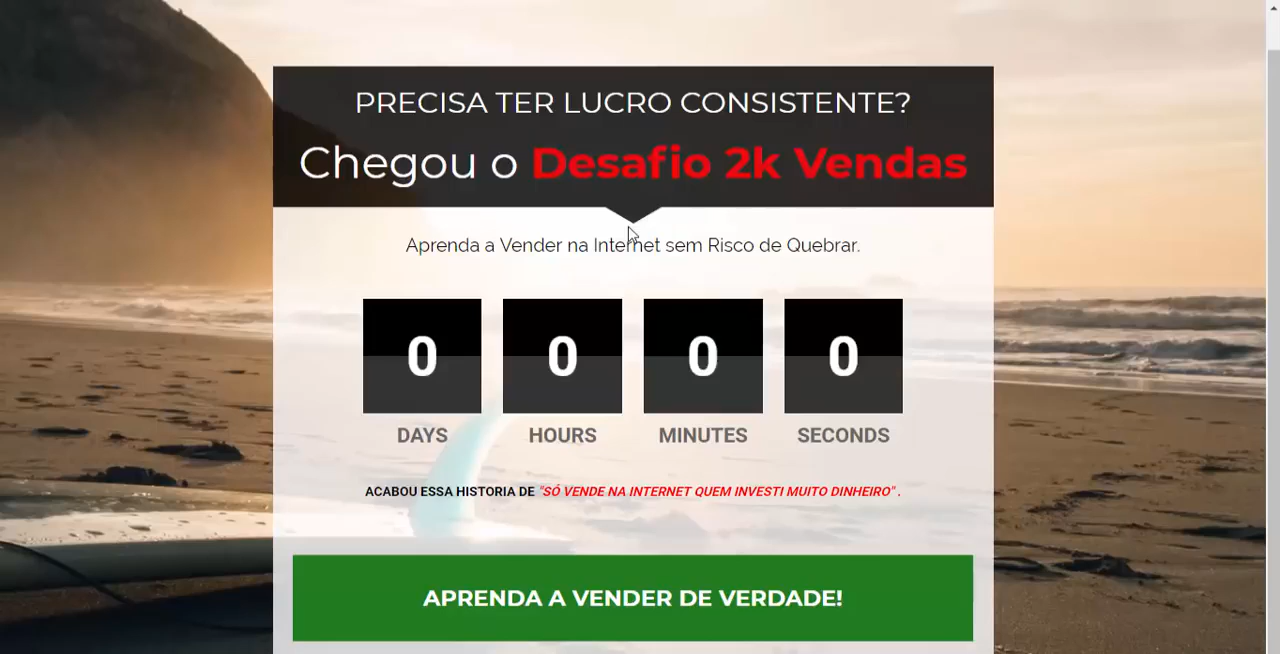 PRECISA TER LUCRO CONSISTENTE?
Chegou o Desafio 2k Vendas
Aprenda a Vender na Internet sem Risco de Quebrar.
0 0 0 0
DAYS HOURS MINUTES SECONDS
ACABOU ESSA HISTORIA DE "SÓ VENDE NA INTERNET QUEM INVESTI MUITO DINHEIRO" .
APRENDA A VENDER DE VERDADE!